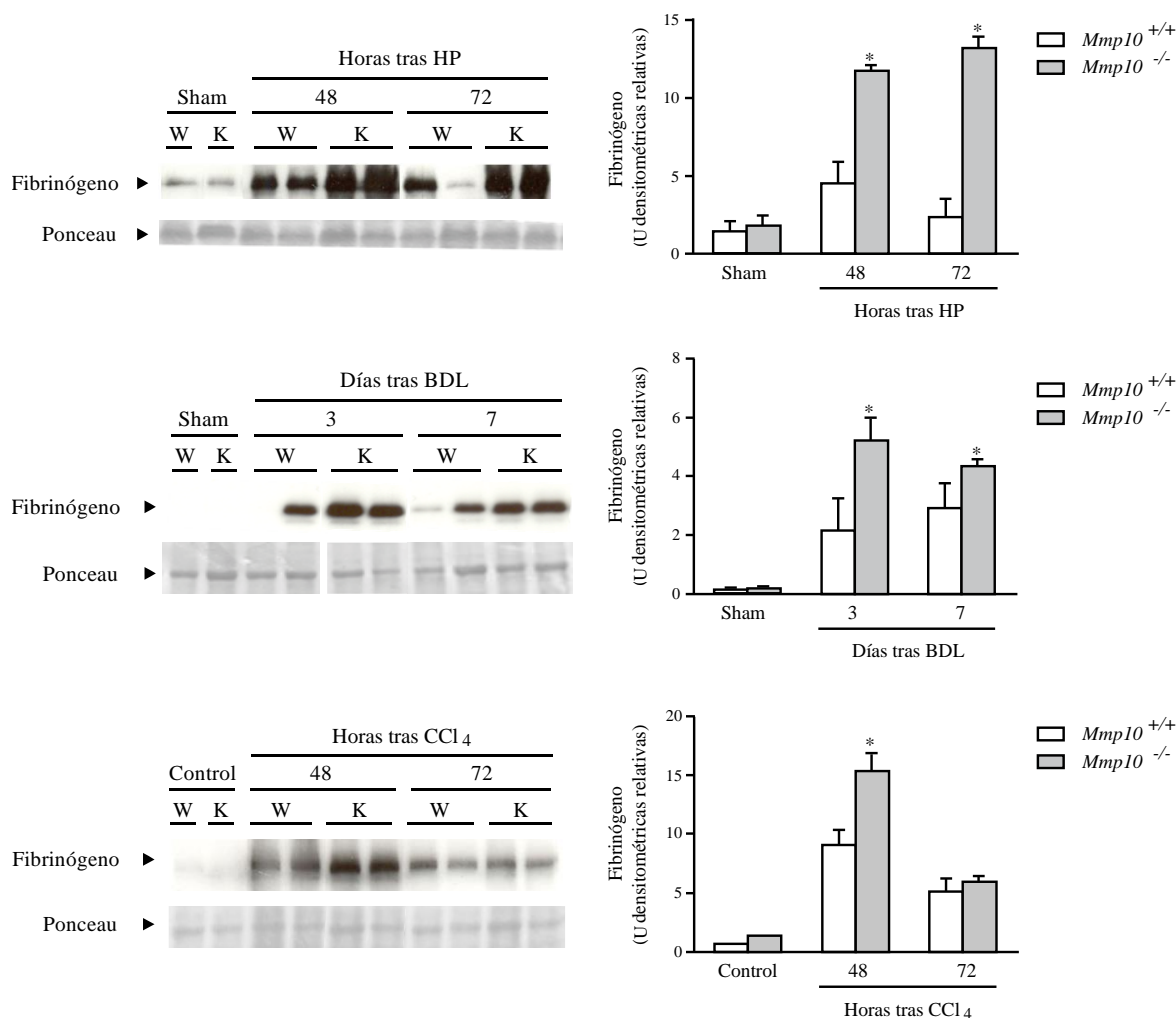 Horas tras HP
Sham 48 72
W K W K W K
Fibrinógeno
Ponceau
Fibrinógeno
(U densitométricas relativas)
15
10
5
0
* *
Sham 48 72
Horas tras HP
Mmp10 +/+
Mmp10 -/-
Días tras BDL
Sham 3 7
W K W K W K
Fibrinógeno
Ponceau
Fibrinógeno
(U densitométricas relativas)
8
6
4
2
0
* *
Sham 3 7
Días tras BDL
Mmp10 +/+
Mmp10 -/-
Horas tras CCl4
Control 48 72
W K W K W K
Fibrinógeno
Ponceau
Fibrinógeno
(U densitométricas relativas)
20
15
10
5
0
*
Control 48 72
Horas tras CCl4
Mmp10 +/+
Mmp10 -/-